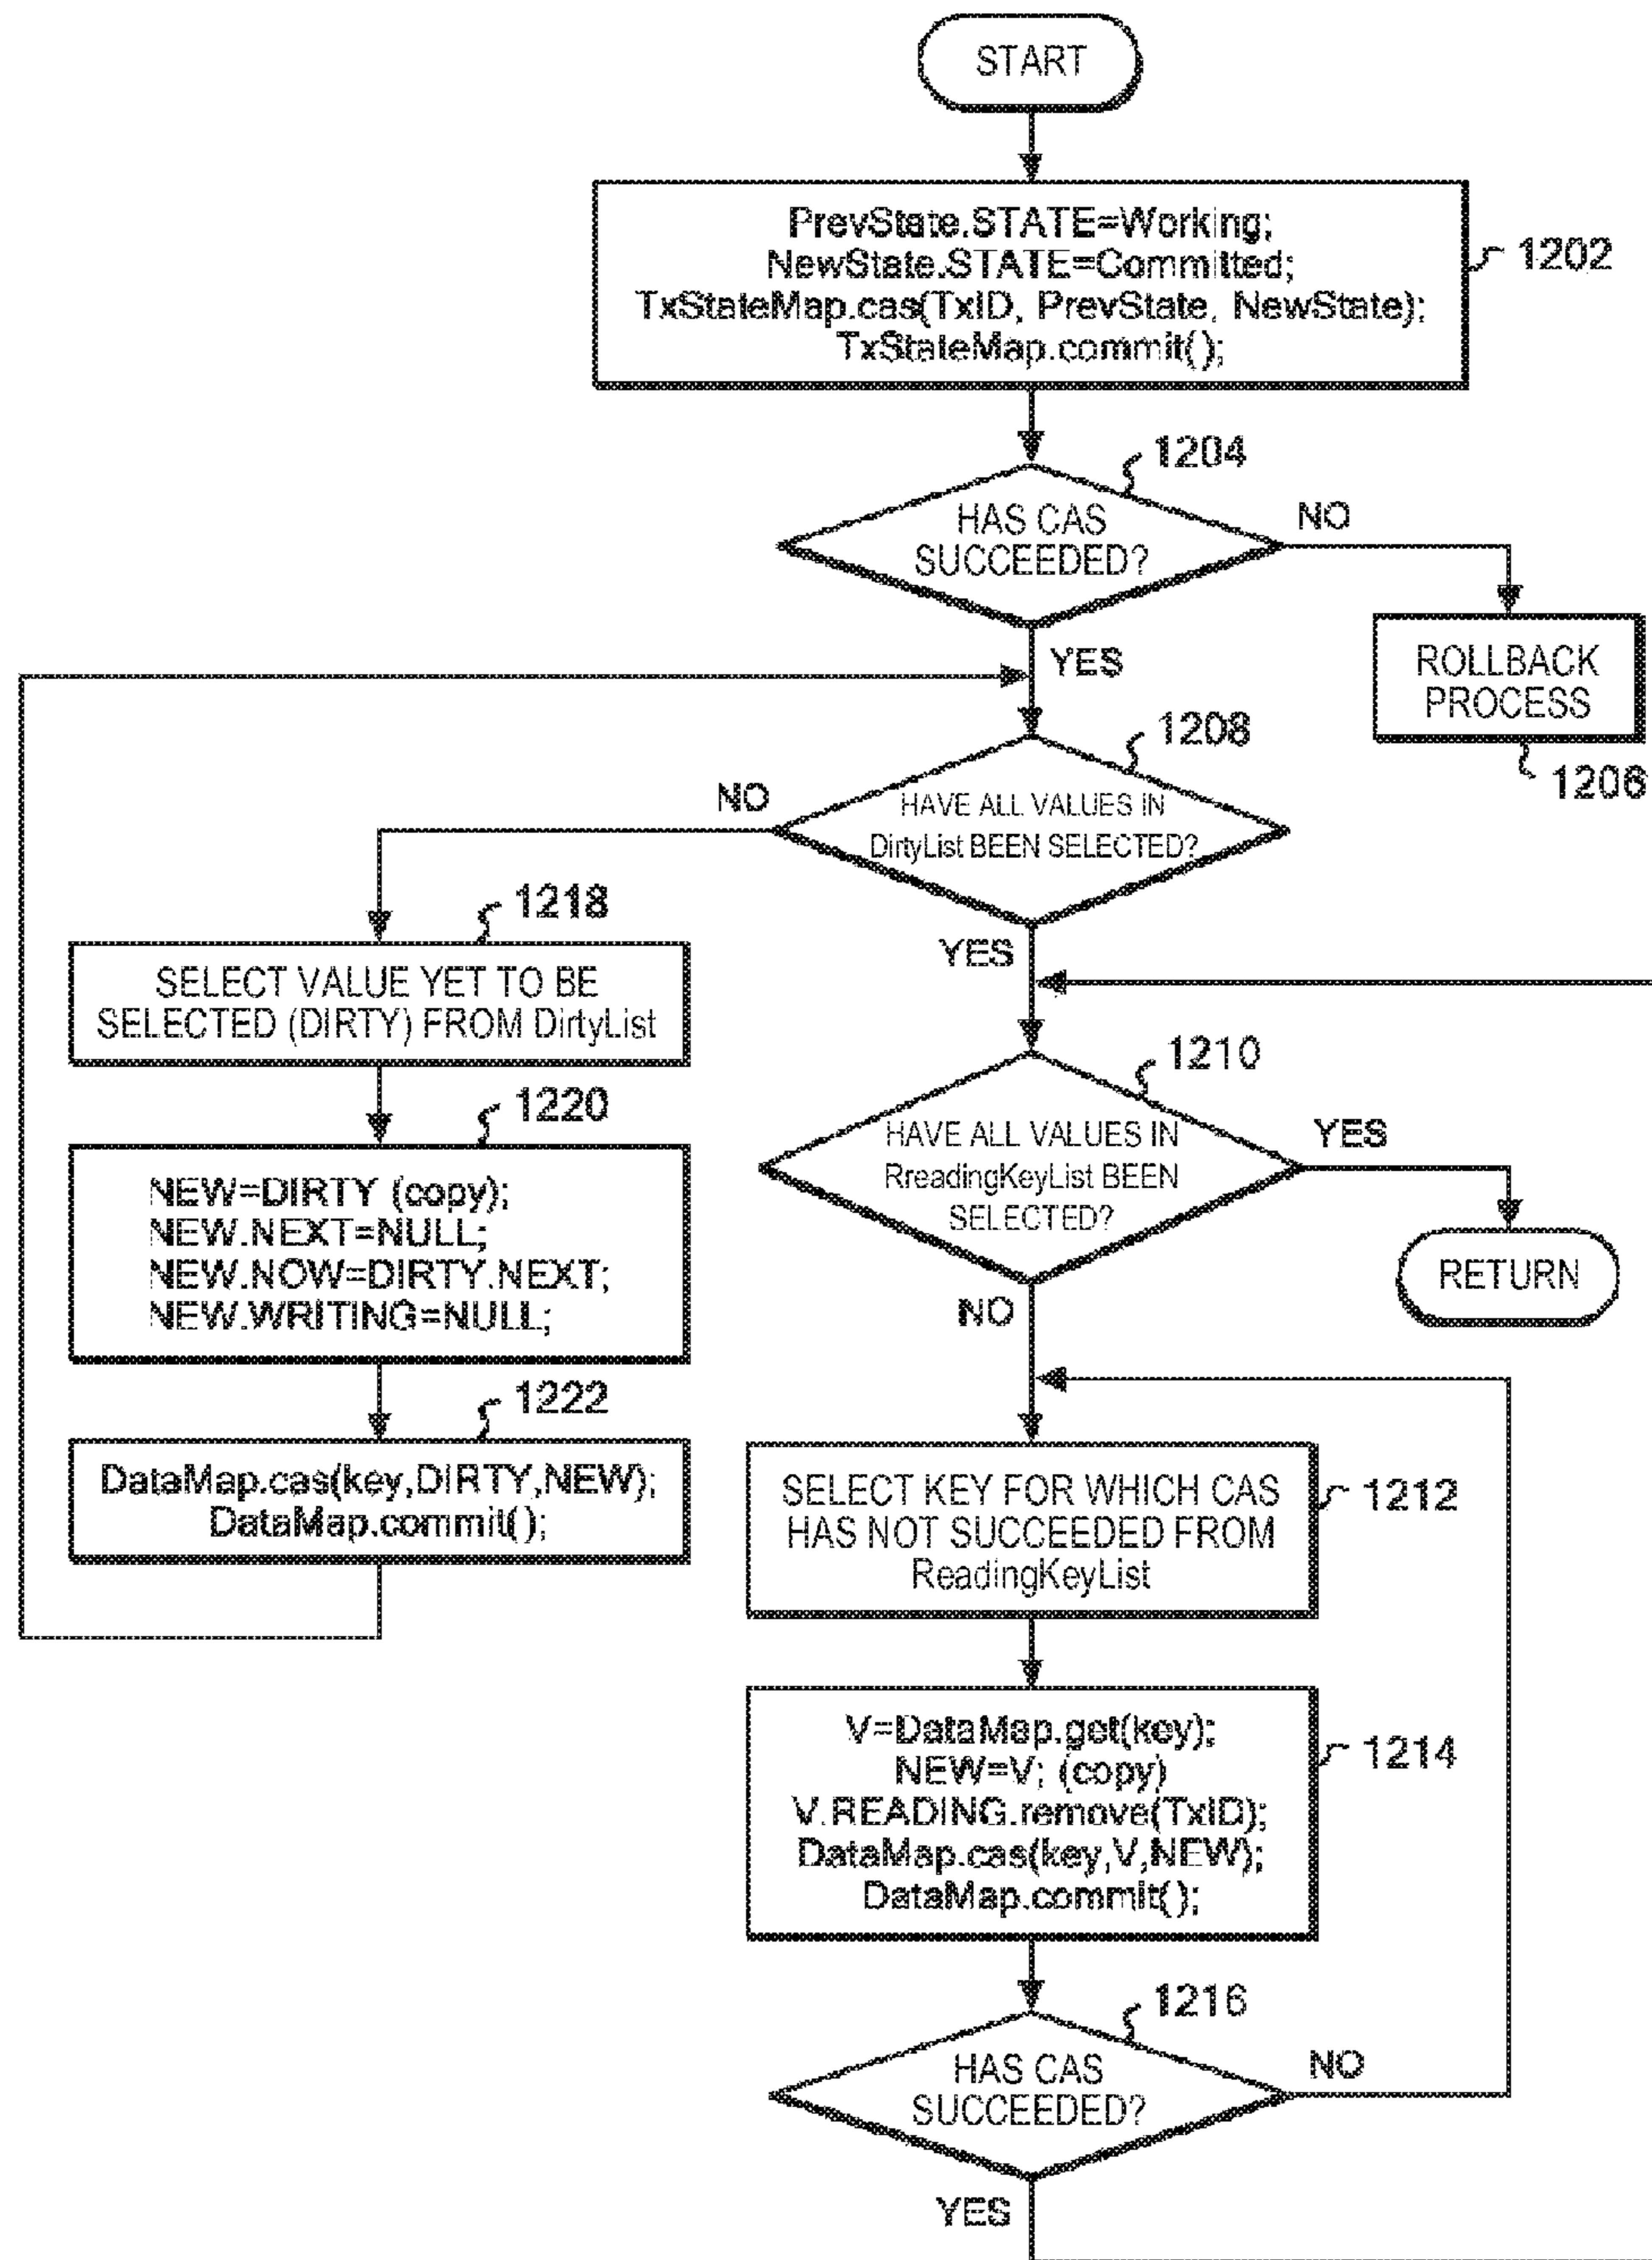 START
PrevState.STATE=Working;
NewState.STATE=Committed;
TxStateMap.cas(TxID, PrevState, NewState);
TxStateMap.commit();
1202
1204
HAS CAS
SUCCEEDED?
NO
YES
ROLLBACK
PROCESS
1206
1208
HAVE ALL VALUES IN
DirtyList BEEN SELECTED?
NO
YES
1218
SELECT VALUE YET TO BE
SELECTED (DIRTY) FROM DirtyList
1220
NEW=DIRTY (copy);
NEW.NEXT=NULL;
NEW.NOW=DIRTY.NEXT;
NEW.WRITING=NULL;
1222
DataMap.cas(key,DIRTY,NEW);
DataMap.commit();
1210
HAVE ALL VALUES IN
RreadingKeyList BEEN
SELECTED?
YES
RETURN
NO
SELECT KEY FOR WHICH CAS
HAS NOT SUCCEEDED FROM
ReadingKeyList
1212
V=DataMap.get(key);
NEW=V; (copy)
V.READING.remove(TxID);
DataMap.cas(key,V,NEW);
DataMap.commit();
1214
1216
HAS CAS
SUCCEEDED?
NO
YES